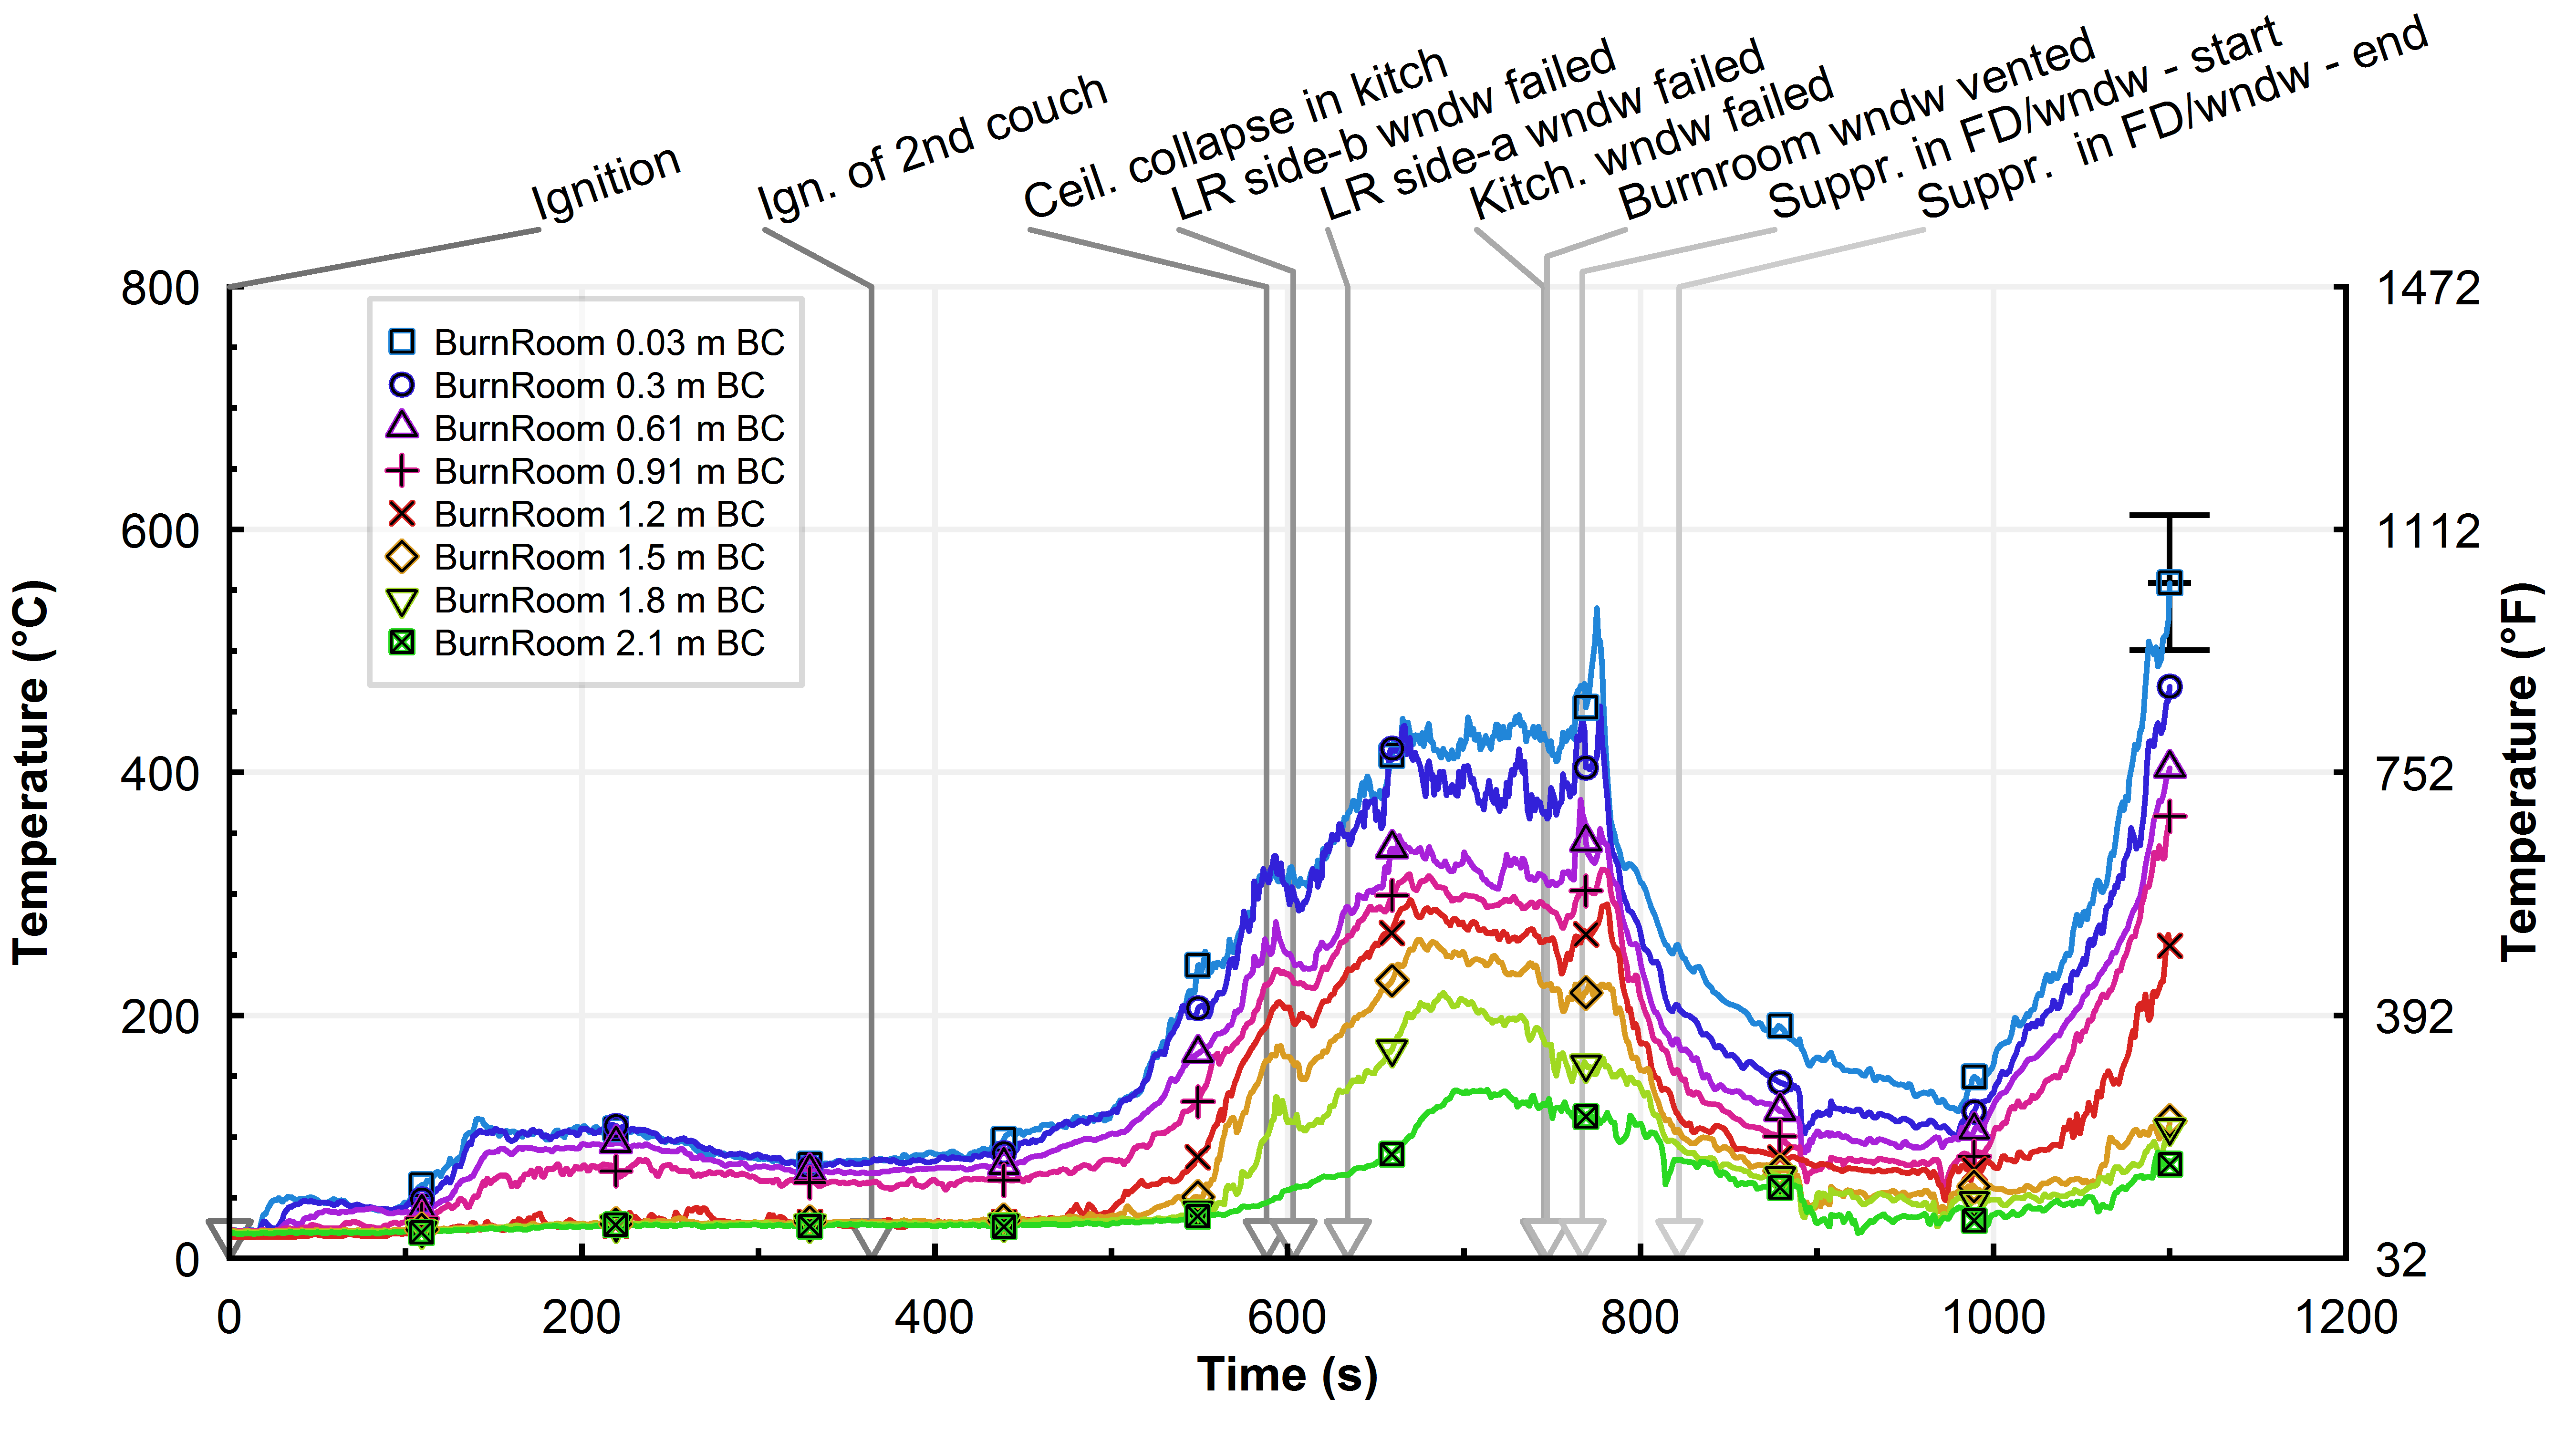 Ignition
Ign. of 2nd couch
Ceil. collapse in kitch
LR side-b wndw failed
LR side-a wndw failed
Kitch. wndw failed
Burnroom wndw vented
Suppr. in FD/wndw - start
Suppr.  in FD/wndw - end
800
600
400
200
0
1472
1112
752
392
32
Temperature (°C)
Temperature (°F)
BurnRoom 0.03 m BC
BurnRoom 0.3 m BC
BurnRoom 0.61 m BC
BurnRoom 0.91 m BC
BurnRoom 1.2 m BC
BurnRoom 1.5 m BC
BurnRoom 1.8 m BC
BurnRoom 2.1 m BC
0 200 400 600 800 1000 1200
Time (s)